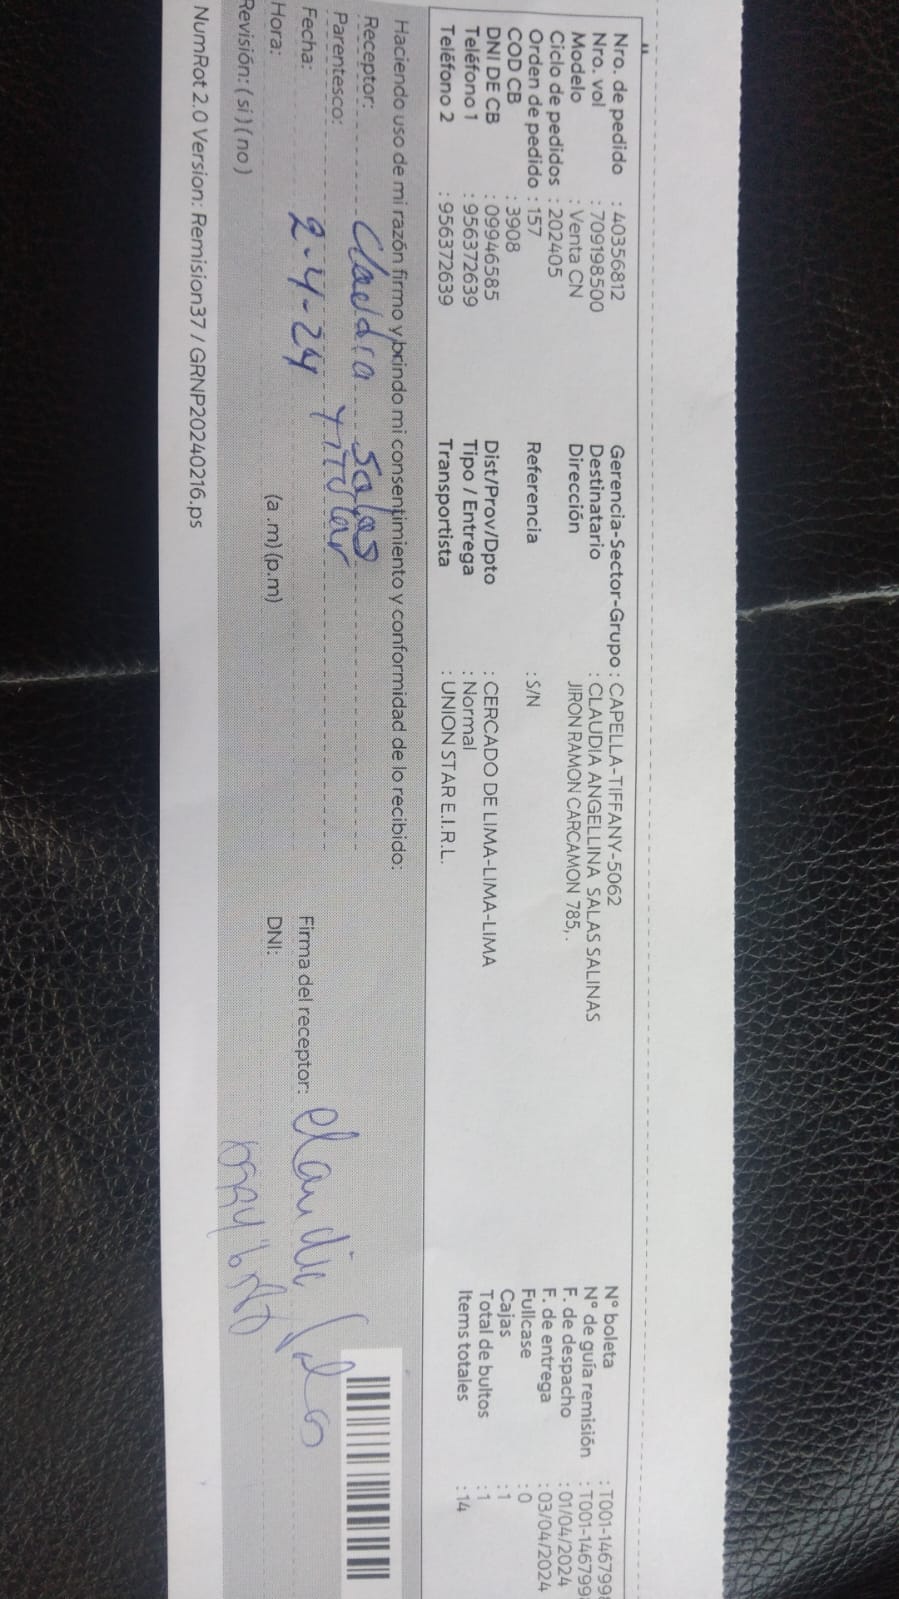 Nro. de pedido : 40356812
Nro. vol : 709198500
Modelo : Venta CN
Ciclo de pedidos : 202405
Orden de pedido : 157
COD CB : 3908
DNI DE CB : 09946585
Teléfono 1 : 956372639
Teléfono 2 : 956372639
Gerencia-Sector-Grupo : CAPELLA-TIFFANY-5062
Destinatario : CLAUDIA ANGELLINA SALAS SALINAS
Dirección JIRON RAMON CARCAMON 785, .
Referencia : S/N
Dist/Prov/Dpto : CERCADO DE LIMA-LIMA-LIMA
Tipo / Entrega : Normal
Transportista : UNION STAR E.I.R.L.
N° boleta : T001-146799
N° de guía remisión : T001-146799
F. de despacho : 01/04/2024
F. de entrega : 03/04/2024
Fullcase : 0
Cajas : 1
Total de bultos : 1
Items totales : 14
Haciendo uso de mi razón firmo y brindo mi consentimiento y conformidad de lo recibido:
Receptor: Claudia Salas
Parentesco: Titular
Fecha: 2-4-24
Firma del receptor: Claudia
Hora: (a .m) (p.m)
DNI:
Revisión: ( si ) ( no )
NumRot 2.0 Version: Remision37 / GRNP20240216.ps